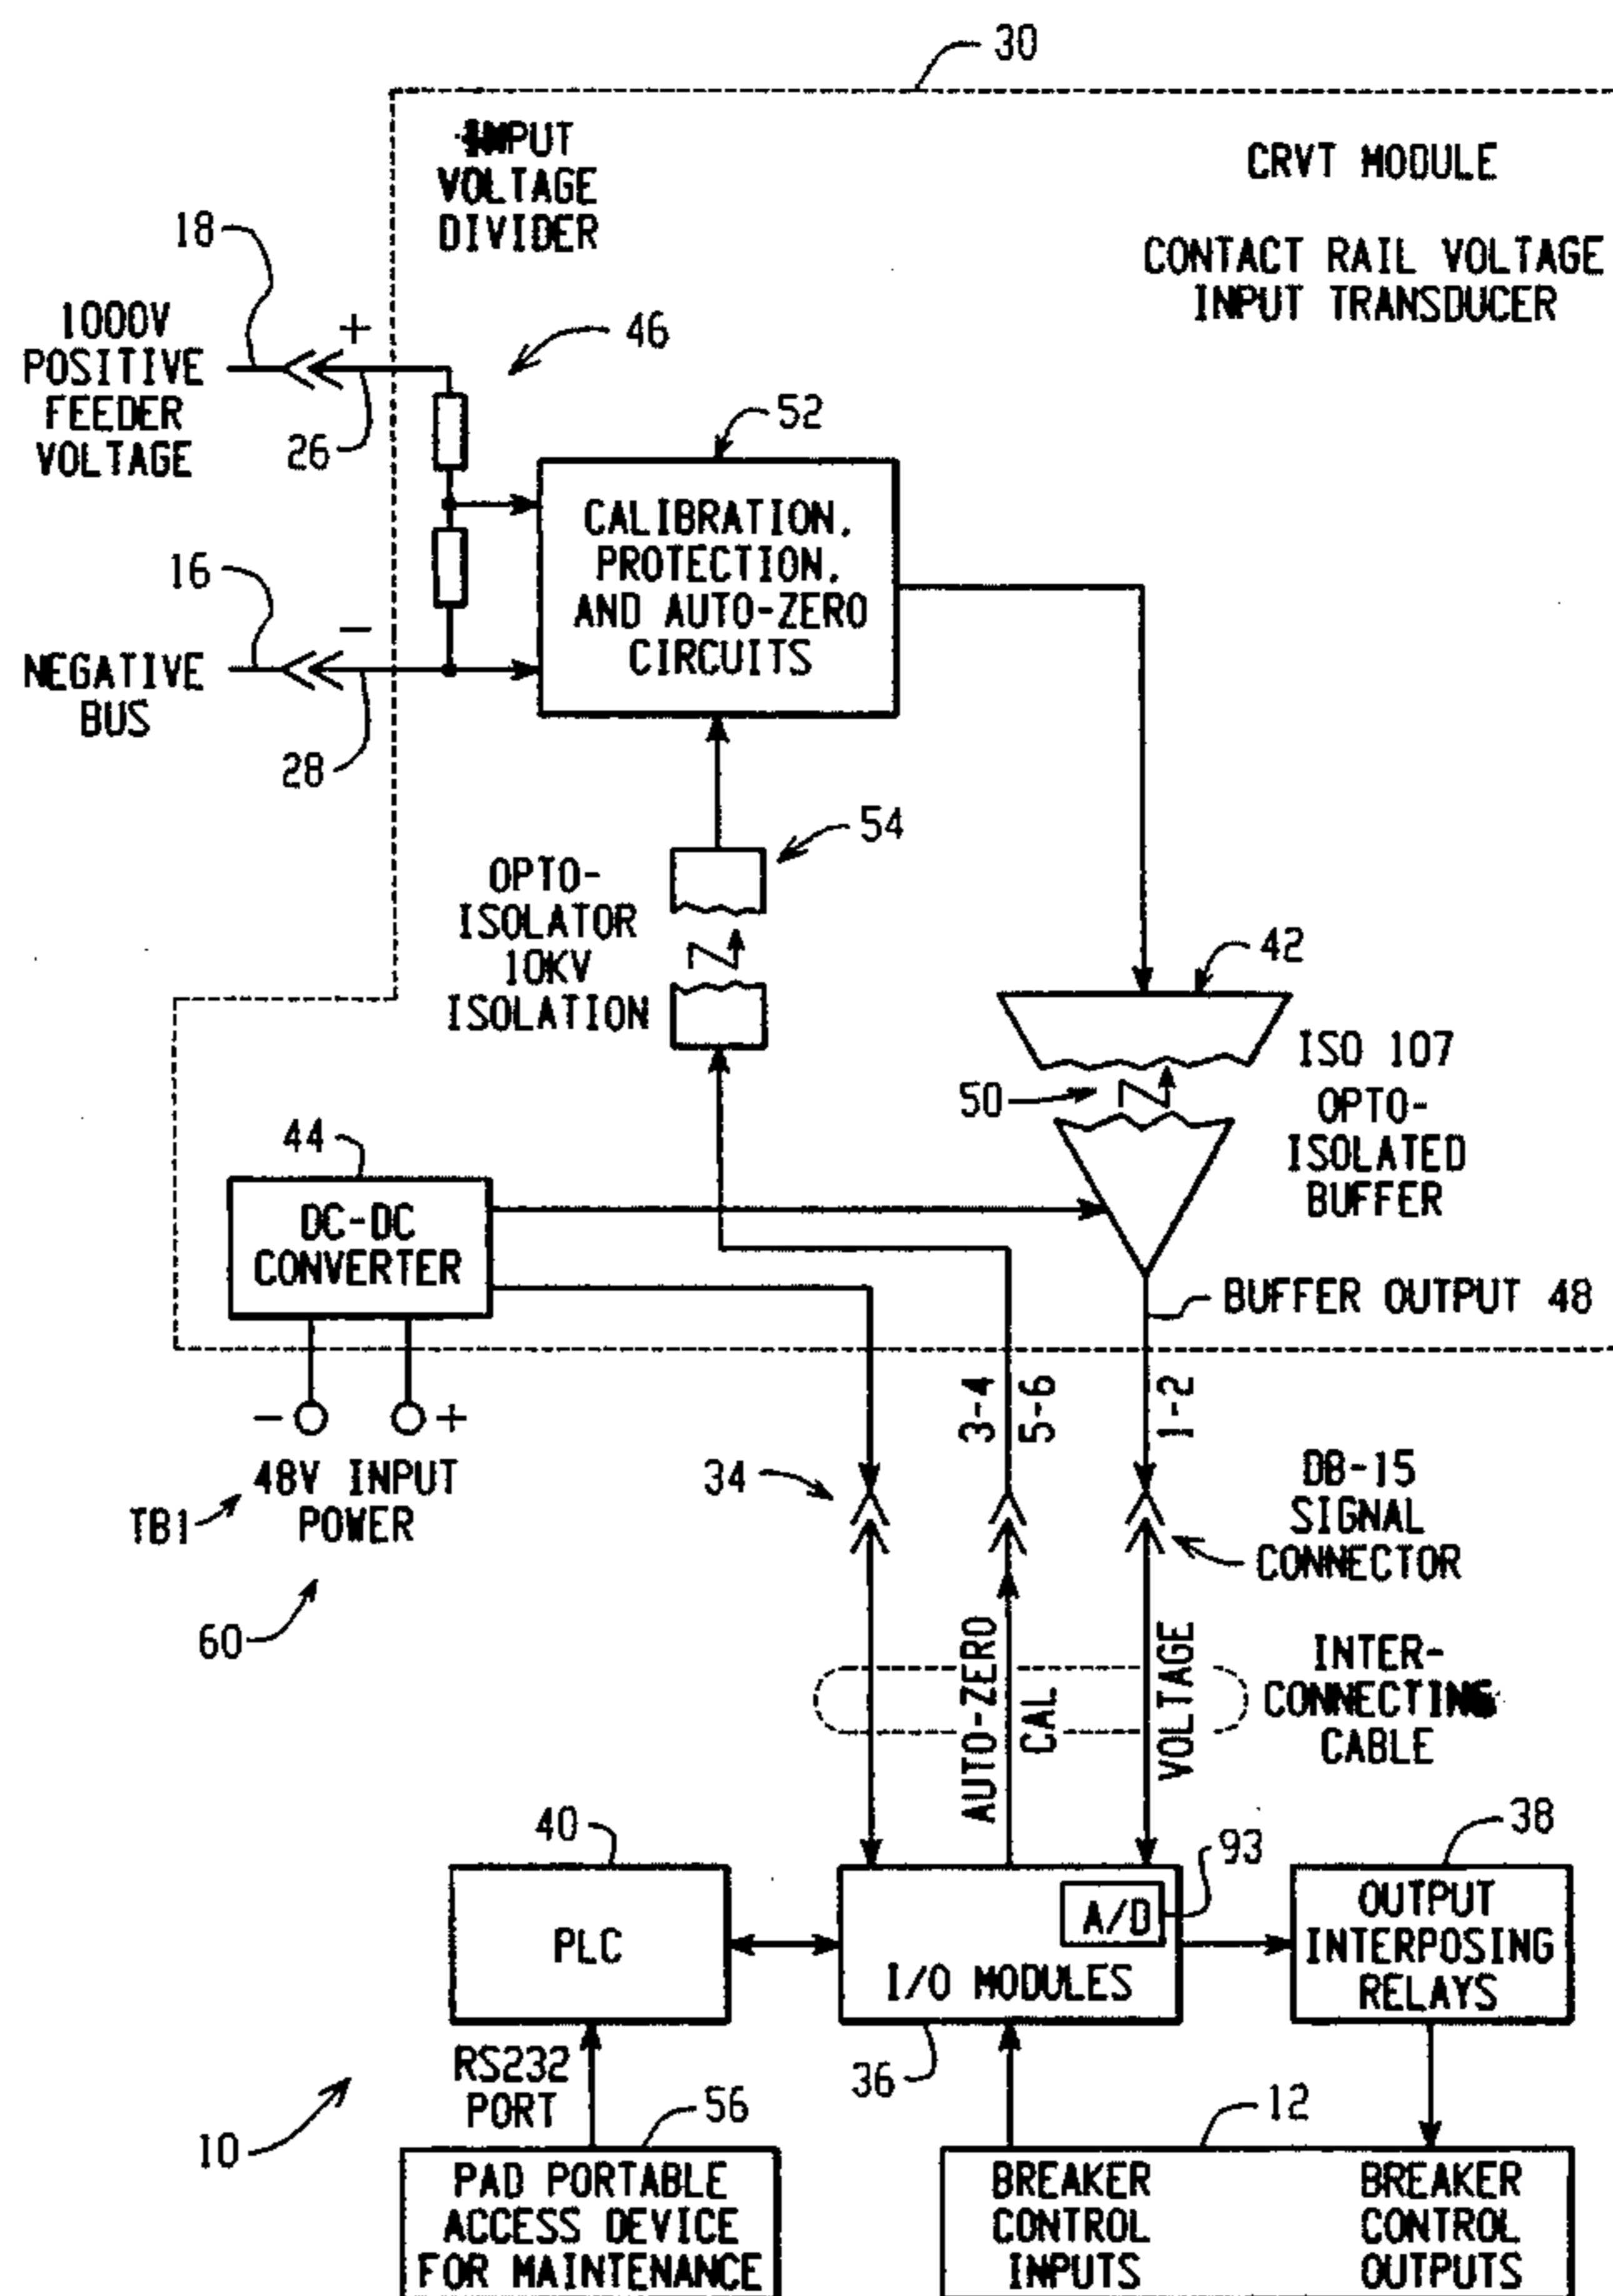 30
INPUT
VOLTAGE
DIVIDER
CRVT MODULE
CONTACT RAIL VOLTAGE
INPUT TRANSDUCER
18
1000V
POSITIVE
FEEDER
VOLTAGE
+
26
46
52
CALIBRATION,
PROTECTION,
AND AUTO-ZERO
CIRCUITS
16
−
NEGATIVE
BUS
28
54
OPTO-
ISOLATOR
10KV
ISOLATION
42
ISO 107
OPTO-
ISOLATED
BUFFER
50
44
DC-DC
CONVERTER
BUFFER OUTPUT 48
− +
48V INPUT
POWER
TB1
60
3-4
5-6
1-2
34
DB-15
SIGNAL
CONNECTOR
AUTO-ZERO
CAL
VOLTAGE
INTER-
CONNECTING
CABLE
40
PLC
93
A/D
I/O MODULES
36
38
OUTPUT
INTERPOSING
RELAYS
RS232
PORT
10
56
PAD PORTABLE
ACCESS DEVICE
FOR MAINTENANCE
12
BREAKER
CONTROL
INPUTS
BREAKER
CONTROL
OUTPUTS